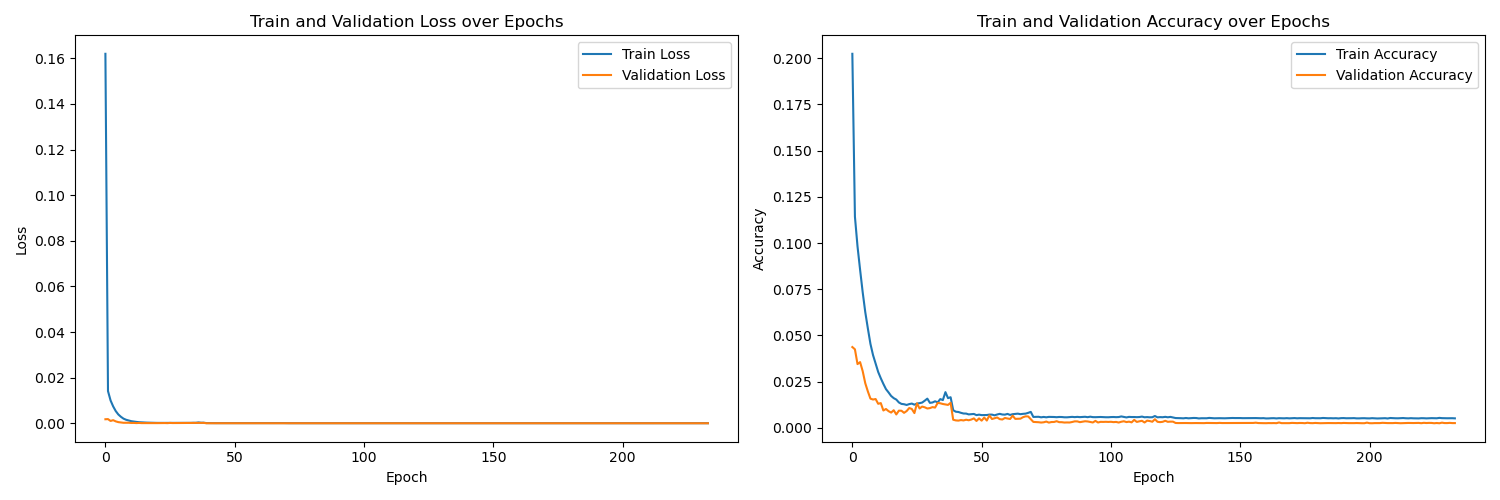 Train and Validation Loss over Epochs
Train Loss
Validation Loss
0.16
0.14
0.12
0.10
0.08
0.06
0.04
0.02
0.00
Loss
0
50
100
150
200
Epoch
Train and Validation Accuracy over Epochs
Train Accuracy
Validation Accuracy
0.200
0.175
0.150
0.125
0.100
0.075
0.050
0.025
0.000
Accuracy
0
50
100
150
200
Epoch